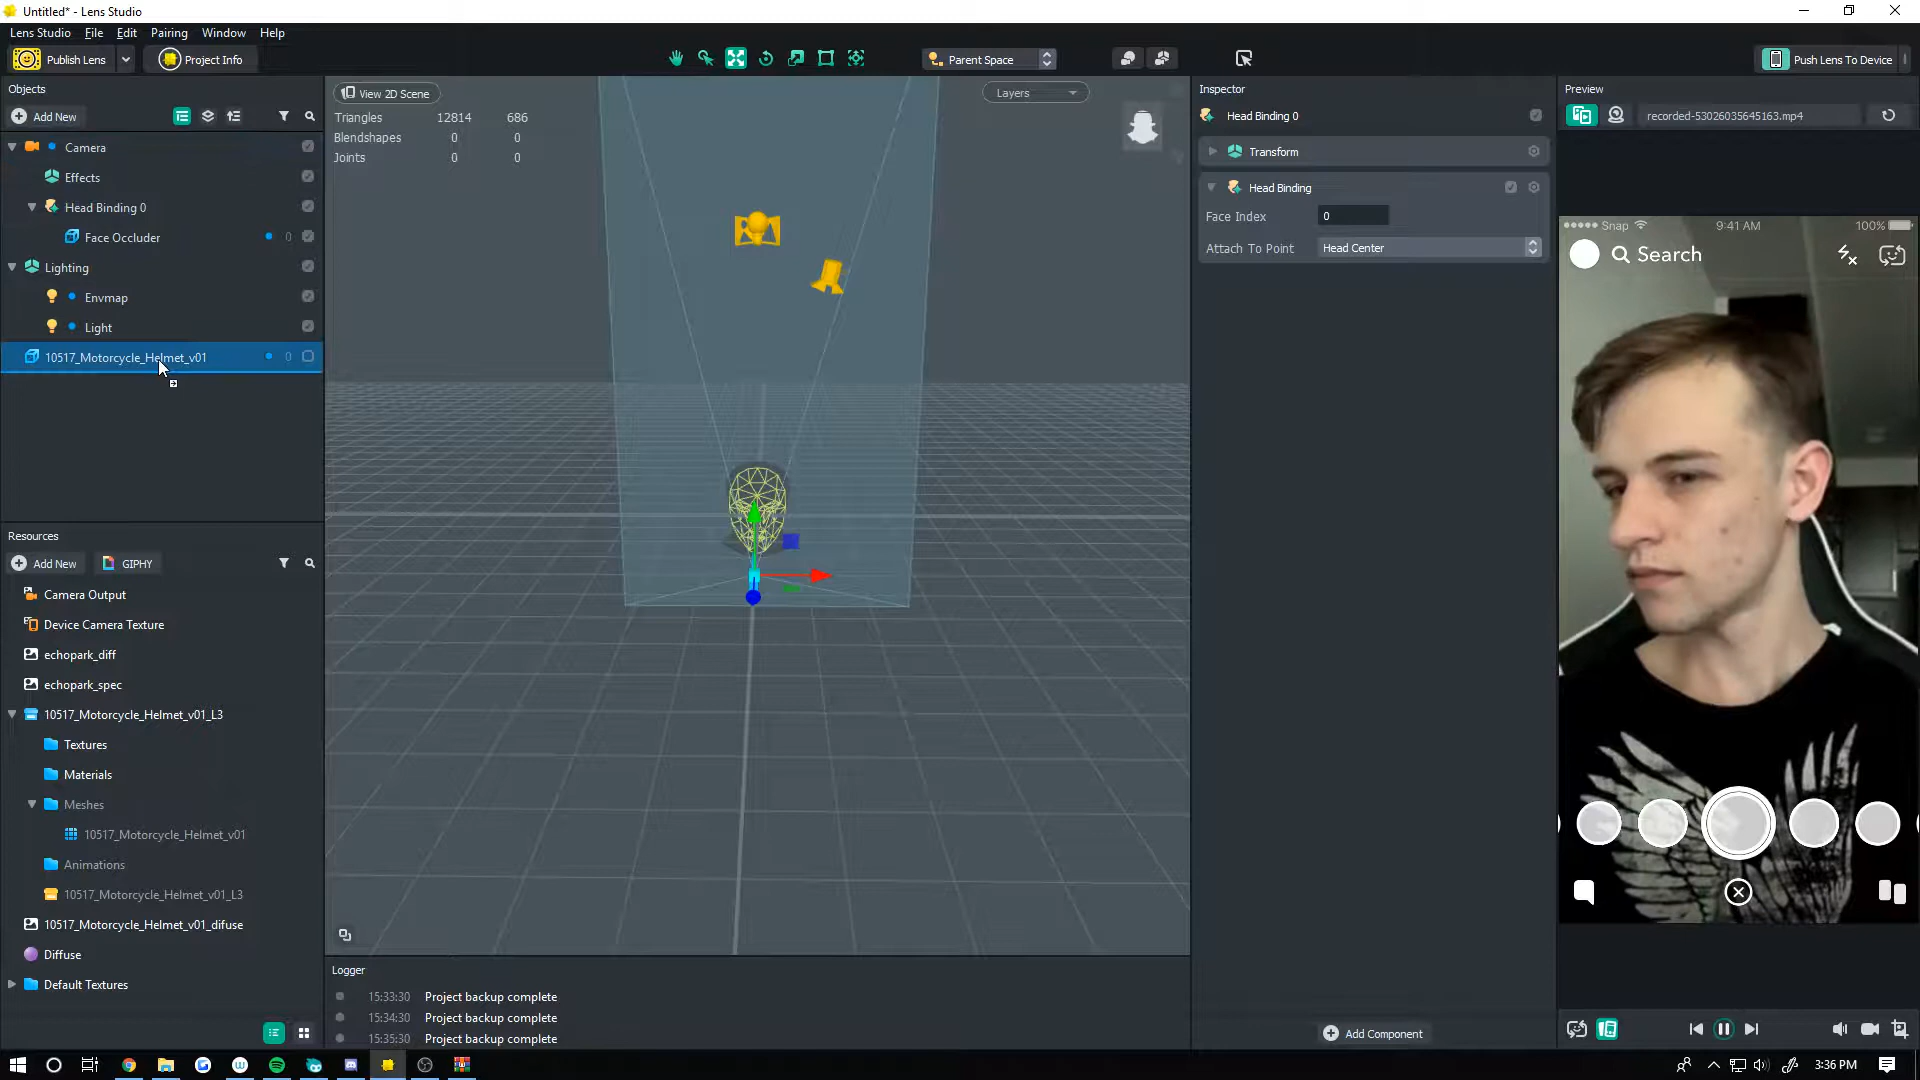 Untitled* - Lens Studio
Lens Studio File Edit Pairing Window Help
Publish Lens Project Info Parent Space Push Lens To Device
Objects
Add New
Camera
Effects
Head Binding 0
Face Occluder 0
Lighting
Envmap
Light
10517_Motorcycle_Helmet_v01 0
Resources
Add New GIPHY
Camera Output
Device Camera Texture
echopark_diff
echopark_spec
10517_Motorcycle_Helmet_v01_L3
Textures
Materials
Meshes
10517_Motorcycle_Helmet_v01
Animations
10517_Motorcycle_Helmet_v01_L3
10517_Motorcycle_Helmet_v01_difuse
Diffuse
Default Textures
View 2D Scene Layers
Triangles 12814 686
Blendshapes 0 0
Joints 0 0
Logger
15:33:30 Project backup complete
15:34:30 Project backup complete
15:35:30 Project backup complete
Inspector
Head Binding 0
Transform
Head Binding
Face Index 0
Attach To Point Head Center
Add Component
Preview
recorded-53026035645163.mp4
Snap 9:41 AM 100%
Search
3:36 PM